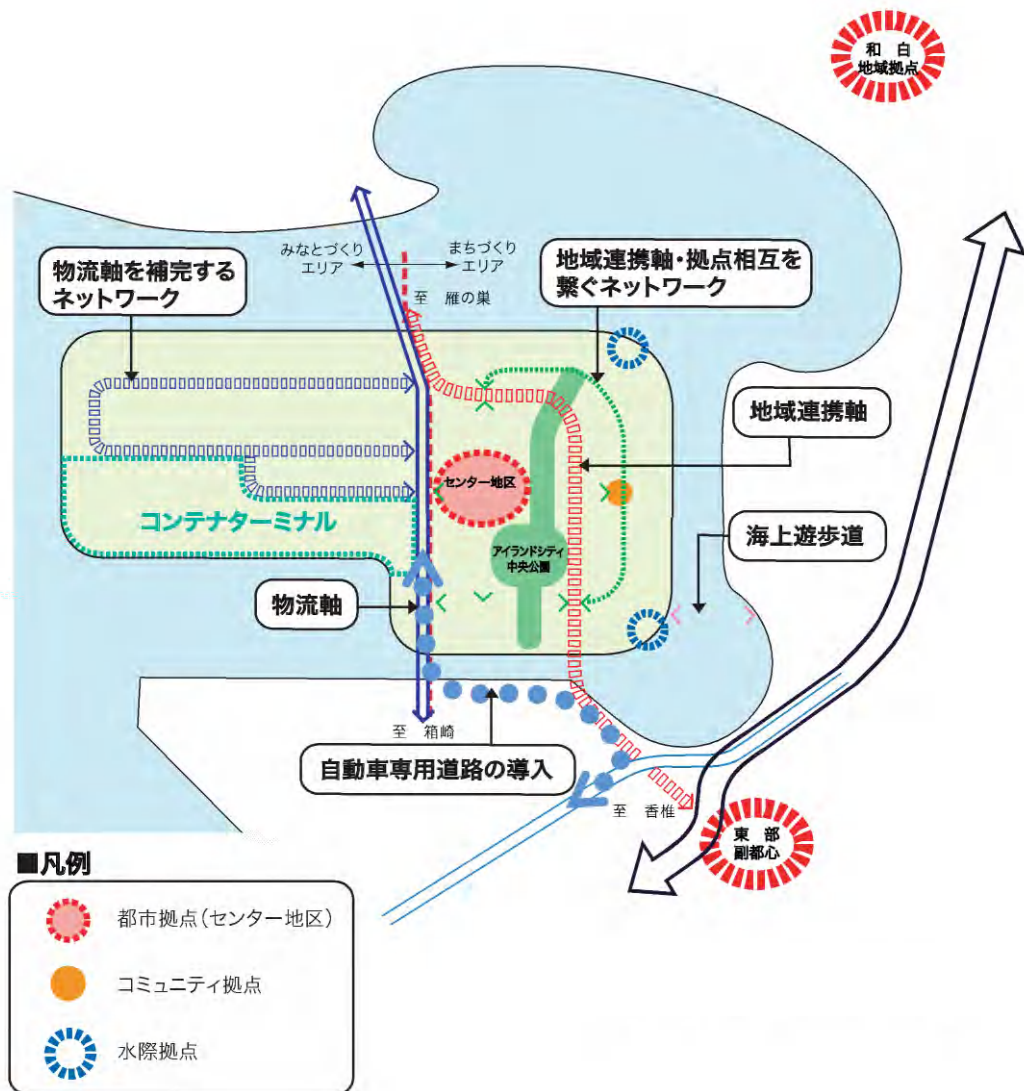 和 白
地域拠点
みなとづくり
エリア
まちづくり
エリア
至 雁の巣
物流軸を補完する
ネットワーク
地域連携軸・拠点相互を
繋ぐネットワーク
地域連携軸
センター地区
コンテナターミナル
アイランドシティ
中央公園
海上遊歩道
物流軸
至 箱崎
自動車専用道路の導入
至 香椎
東 部
副都心
■凡例
都市拠点(センター地区)
コミュニティ拠点
水際拠点